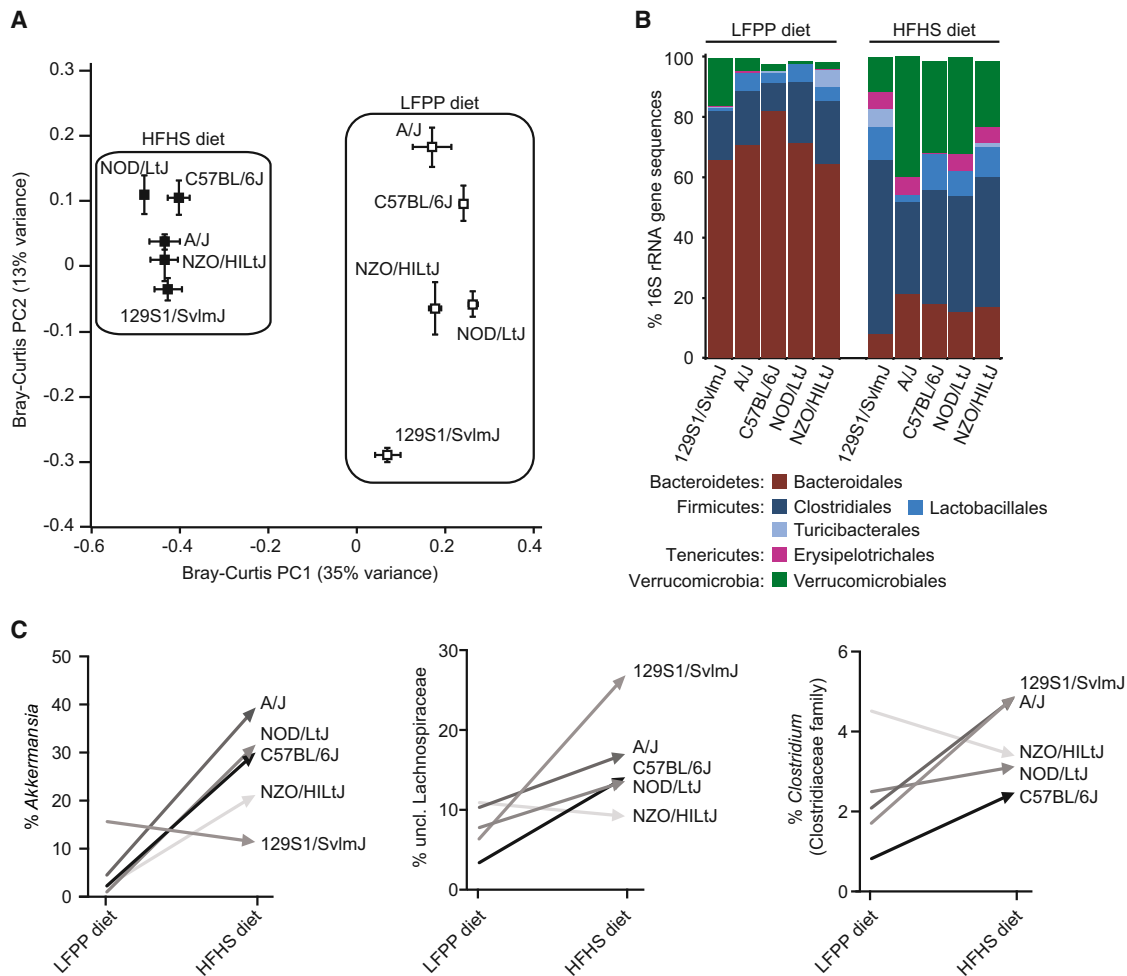 A
0.3
0.2
0.1
0
-0.1
-0.2
-0.3
-0.4
Bray-Curtis PC2 (13% variance)
HFHS diet
NOD/LtJ
C57BL/6J
A/J
NZO/HILtJ
129S1/SvlmJ
LFPP diet
A/J
C57BL/6J
NZO/HILtJ
NOD/LtJ
129S1/SvlmJ
-0.6
-0.4
-0.2
0
0.2
0.4
Bray-Curtis PC1 (35% variance)
B
LFPP diet
HFHS diet
100
80
60
40
20
0
% 16S rRNA gene sequences
129S1/SvlmJ
A/J
C57BL/6J
NOD/LtJ
NZO/HILtJ
129S1/SvlmJ
A/J
C57BL/6J
NOD/LtJ
NZO/HILtJ
Bacteroidetes: Bacteroidales
Firmicutes: Clostridiales Lactobacillales
Turicibacterales
Tenericutes: Erysipelotrichales
Verrucomicrobia: Verrucomicrobiales
C
50
40
30
20
10
0
% Akkermansia
A/J
NOD/LtJ
C57BL/6J
NZO/HILtJ
129S1/SvlmJ
LFPP diet
HFHS diet
30
20
10
0
% uncl. Lachnospiraceae
129S1/SvlmJ
A/J
C57BL/6J
NOD/LtJ
NZO/HILtJ
LFPP diet
HFHS diet
6
4
2
0
% Clostridium
(Clostridiaceae family)
129S1/SvlmJ
A/J
NZO/HILtJ
NOD/LtJ
C57BL/6J
LFPP diet
HFHS diet